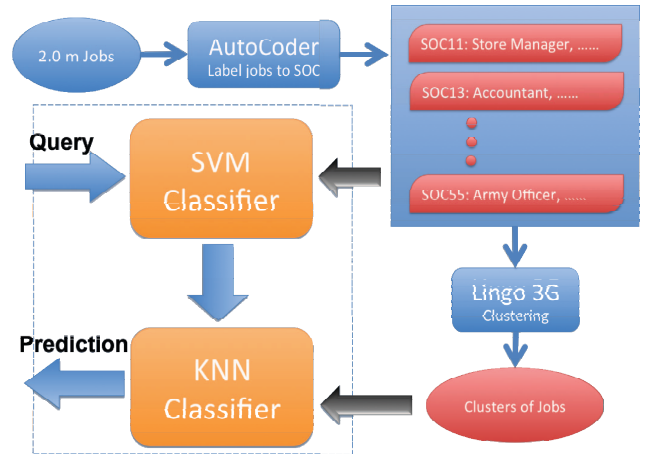 2.0 m Jobs
AutoCoder
Label jobs to SOC
SOC11: Store Manager, ......
SOC13: Accountant, ......
SOC55: Army Officer, ......
Query
SVM
Classifier
Lingo 3G
Clustering
Prediction
KNN
Classifier
Clusters of Jobs